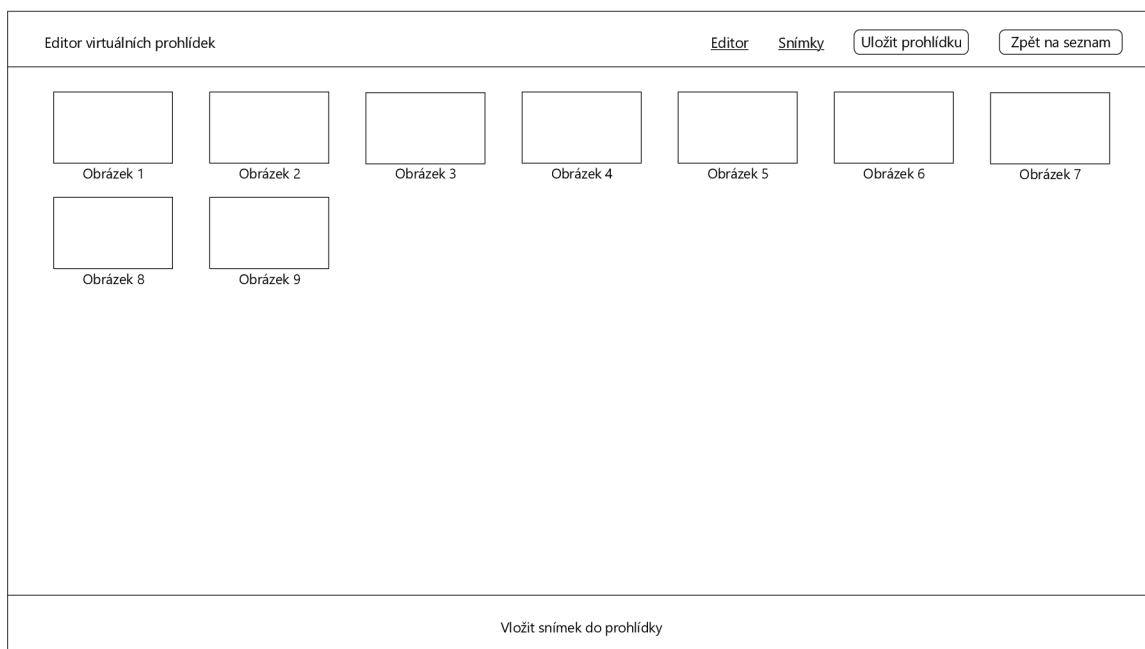 Editor virtuálních prohlídek Editor Snímky Uložit prohlídku Zpět na seznam
Obrázek 1 Obrázek 2 Obrázek 3 Obrázek 4 Obrázek 5 Obrázek 6 Obrázek 7
Obrázek 8 Obrázek 9
Vložit snímek do prohlídky